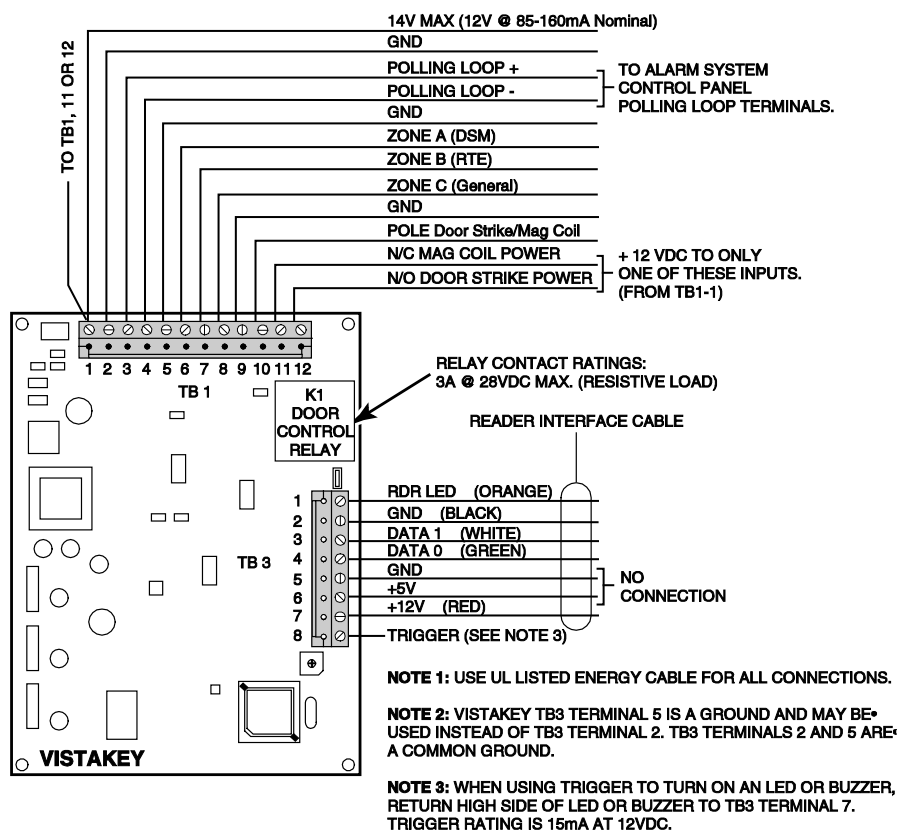 14V MAX (12V @ 85-160mA Nominal)
GND
POLLING LOOP +
POLLING LOOP -
TO ALARM SYSTEM
CONTROL PANEL
POLLING LOOP TERMINALS.
GND
ZONE A (DSM)
ZONE B (RTE)
ZONE C (General)
GND
POLE Door Strike/Mag Coil
N/C MAG COIL POWER
N/O DOOR STRIKE POWER
+ 12 VDC TO ONLY
ONE OF THESE INPUTS.
(FROM TB1-1)
TO TB1, 11 OR 12
1 2 3 4 5 6 7 8 9 10 11 12
TB 1
K1
DOOR
CONTROL
RELAY
RELAY CONTACT RATINGS:
3A @ 28VDC MAX. (RESISTIVE LOAD)
READER INTERFACE CABLE
1 RDR LED (ORANGE)
2 GND (BLACK)
3 DATA 1 (WHITE)
4 DATA 0 (GREEN)
TB 3
5 GND
6 +5V
NO
CONNECTION
7 +12V (RED)
8 TRIGGER (SEE NOTE 3)
NOTE 1: USE UL LISTED ENERGY CABLE FOR ALL CONNECTIONS.
NOTE 2: VISTAKEY TB3 TERMINAL 5 IS A GROUND AND MAY BE•
USED INSTEAD OF TB3 TERMINAL 2. TB3 TERMINALS 2 AND 5 ARE•
A COMMON GROUND.
NOTE 3: WHEN USING TRIGGER TO TURN ON AN LED OR BUZZER,
RETURN HIGH SIDE OF LED OR BUZZER TO TB3 TERMINAL 7.
TRIGGER RATING IS 15mA AT 12VDC.
VISTAKEY